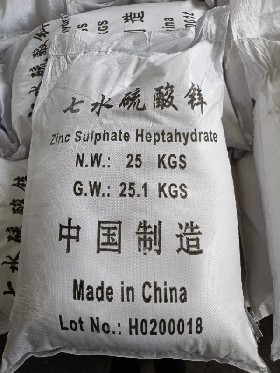 七水硫酸锌
Zinc Sulphate Heptahydrate
N.W.: 25 KGS
G.W.: 25.1 KGS
中国制造
Made in China
Lot No.: H0200018